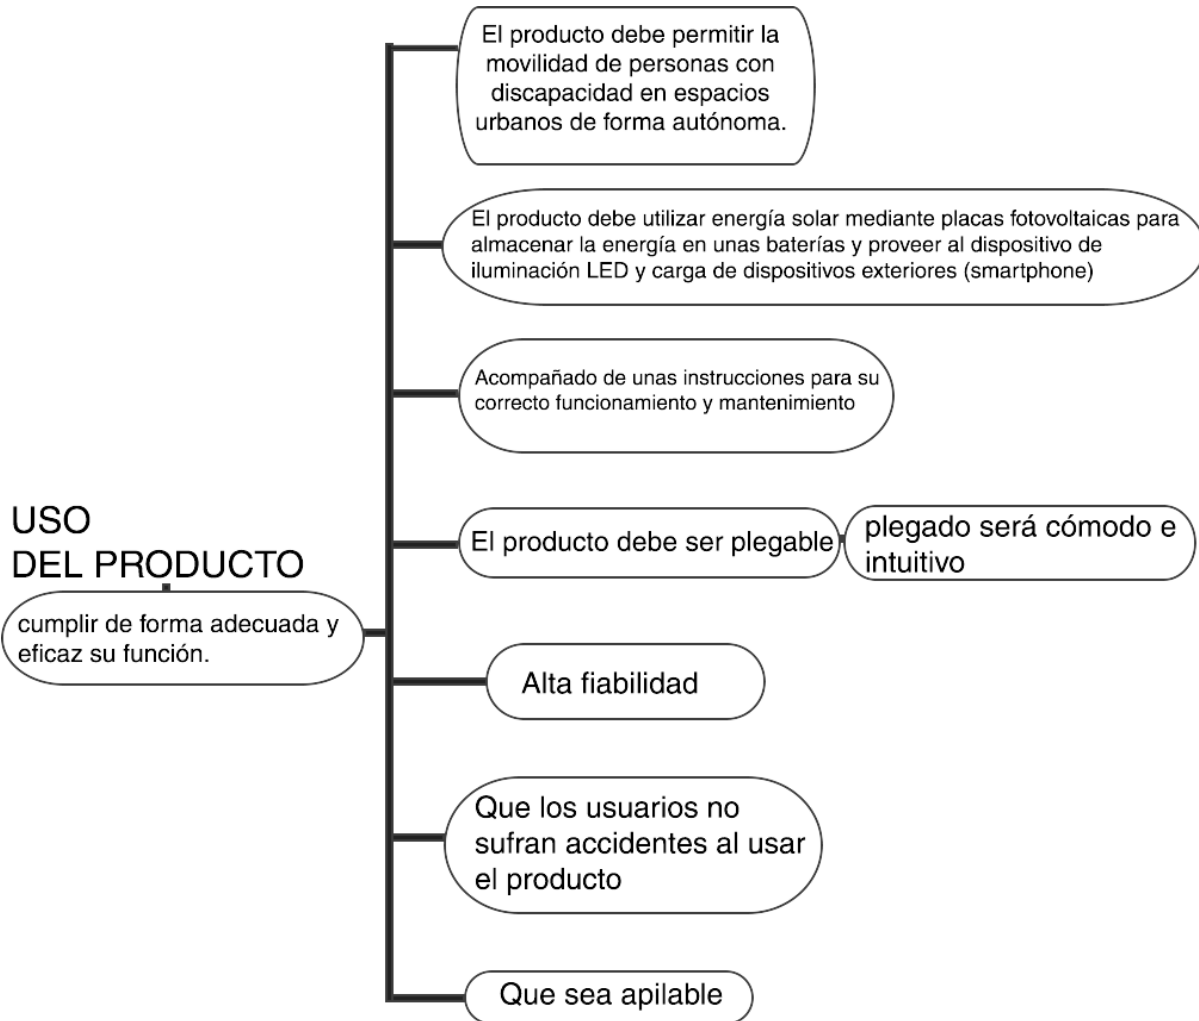 El producto debe permitir la
movilidad de personas con
discapacidad en espacios
urbanos de forma autónoma.
El producto debe utilizar energía solar mediante placas fotovoltaicas para
almacenar la energía en unas baterías y proveer al dispositivo de
iluminación LED y carga de dispositivos exteriores (smartphone)
Acompañado de unas instrucciones para su
correcto funcionamiento y mantenimiento
USO
DEL PRODUCTO
cumplir de forma adecuada y
eficaz su función.
El producto debe ser plegable
plegado será cómodo e
intuitivo
Alta fiabilidad
Que los usuarios no
sufran accidentes al usar
el producto
Que sea apilable